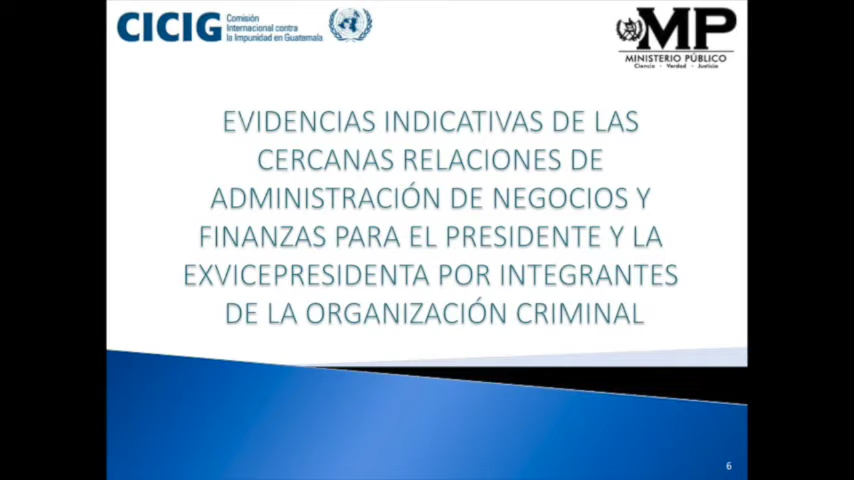 CICIG
Comisión
Internacional contra
la Impunidad en Guatemala
MP
MINISTERIO PÚBLICO
Ciencia - Verdad - Justicia
EVIDENCIAS INDICATIVAS DE LAS
CERCANAS RELACIONES DE
ADMINISTRACIÓN DE NEGOCIOS Y
FINANZAS PARA EL PRESIDENTE Y LA
EXVICEPRESIDENTA POR INTEGRANTES
DE LA ORGANIZACIÓN CRIMINAL
6